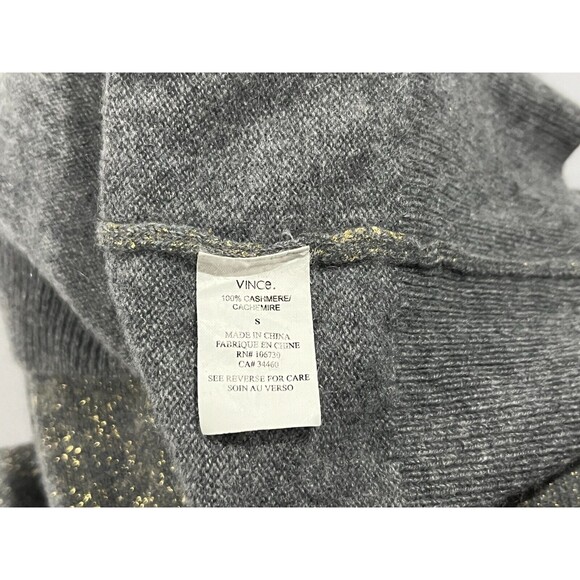 VINCE.
100% CASHMERE/
CACHEMIRE
S
MADE IN CHINA
FABRIQUE EN CHINE
RN# 106730
CA# 34460
SEE REVERSE FOR CARE
SOIN AU VERSO